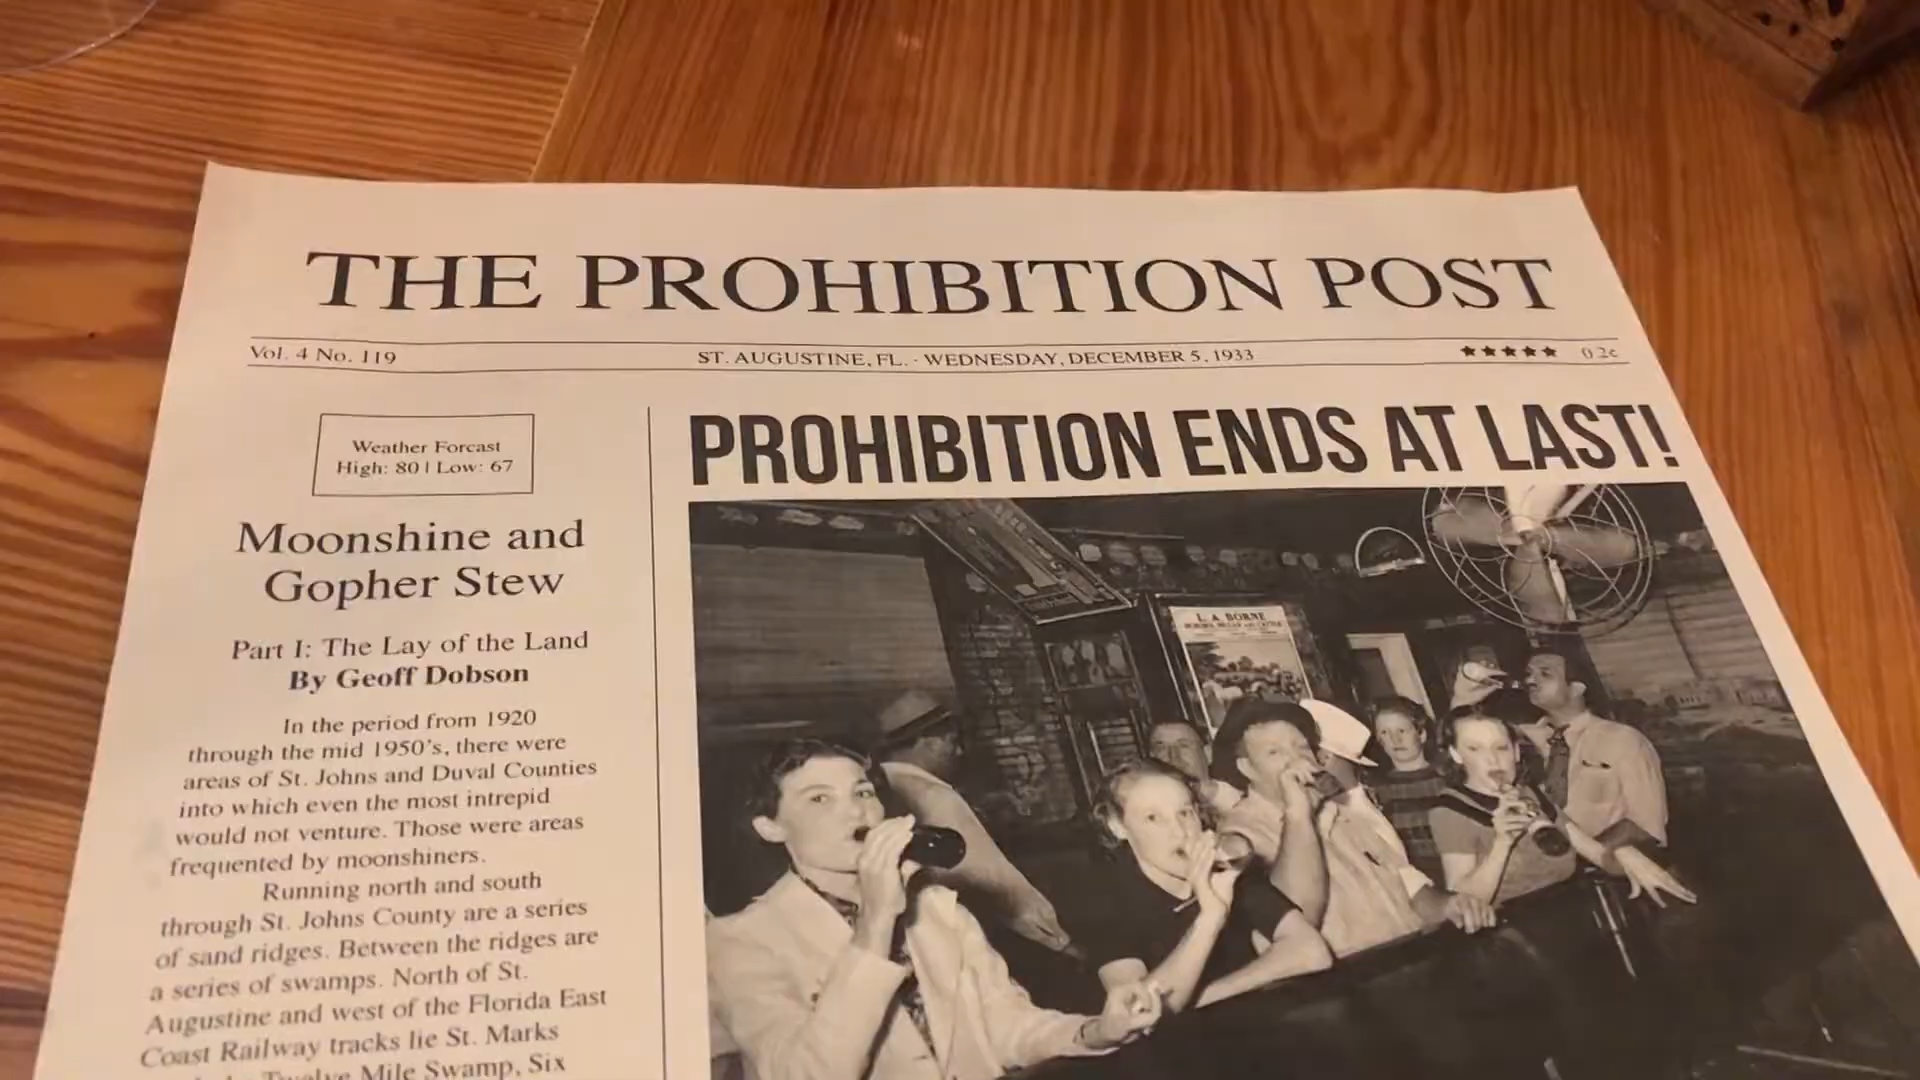 THE PROHIBITION POST
Vol. 4 No. 119
ST. AUGUSTINE, FL. · WEDNESDAY, DECEMBER 5, 1933
★★★★★ 02¢
Weather Forcast
High: 80 | Low: 67
Moonshine and
Gopher Stew
Part I: The Lay of the Land
By Geoff Dobson
In the period from 1920
through the mid 1950's, there were
areas of St. Johns and Duval Counties
into which even the most intrepid
would not venture. Those were areas
frequented by moonshiners.
Running north and south
through St. Johns County are a series
of sand ridges. Between the ridges are
a series of swamps. North of St.
Augustine and west of the Florida East
Coast Railway tracks lie St. Marks
Twelve Mile Swamp, Six
PROHIBITION ENDS AT LAST!
L. A. BORNE